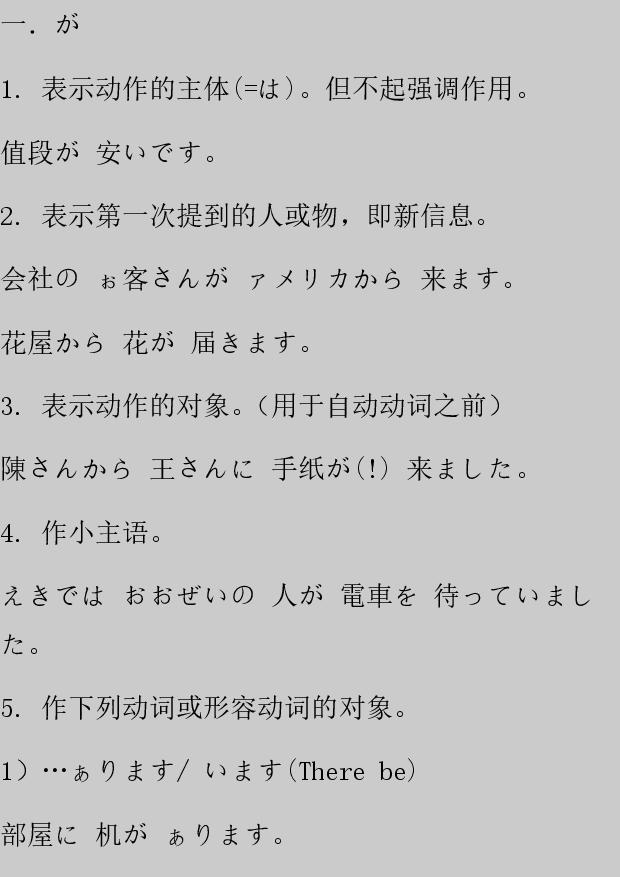 一．が
1. 表示动作的主体(=は)。但不起强调作用。
值段が 安いです。
2. 表示第一次提到的人或物，即新信息。
会社の ぉ客さんが ァメリカから 来ます。
花屋から 花が 届きます。
3. 表示动作的对象。（用于自动动词之前）
陳さんから 王さんに 手纸が(!) 来ました。
4. 作小主语。
えきでは おおぜいの 人が 電車を 待っていまし
た。
5. 作下列动词或形容动词的对象。
1）…ぁります/ います(There be)
部屋に 机が ぁります。